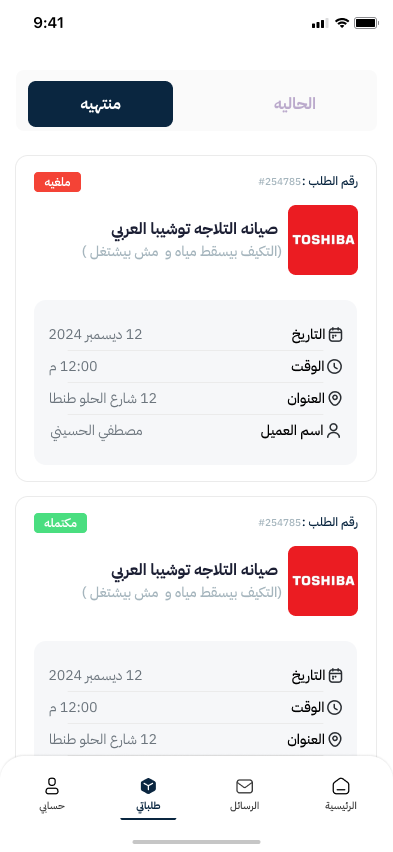 9:41
الحاليه
منتهيه
رقم الطلب : #254785
ملغيه
TOSHIBA
صيانه التلاجه توشيبا العربي
(التكيف بيسقط مياه و مش بيشتغل )
التاريخ 12 ديسمبر 2024
الوقت 12:00 م
العنوان 12 شارع الحلو طنطا
اسم العميل مصطفي الحسيني
رقم الطلب : #254785
مكتمله
TOSHIBA
صيانه التلاجه توشيبا العربي
(التكيف بيسقط مياه و مش بيشتغل )
التاريخ 12 ديسمبر 2024
الوقت 12:00 م
العنوان 12 شارع الحلو طنطا
الرئيسية
الرسائل
طلباتي
حسابي